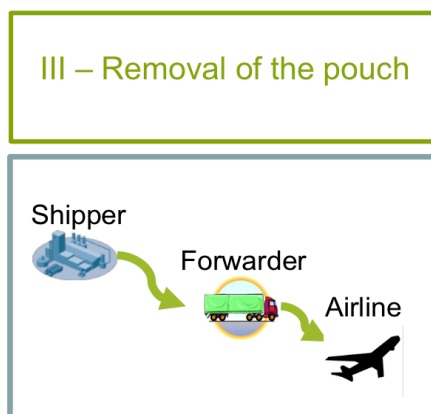 III – Removal of the pouch
Shipper
Forwarder
Airline